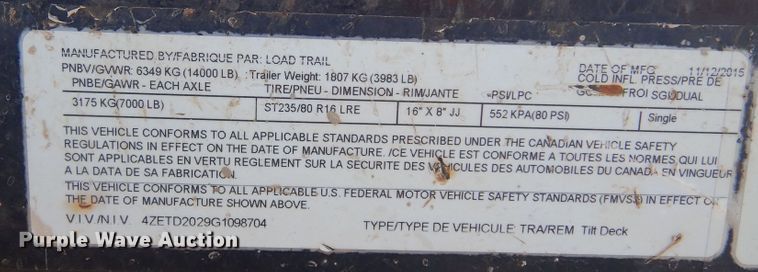 MANUFACTURED BY/FABRIQUE PAR: LOAD TRAIL DATE OF MFG 11/12/2015
PNBV/GVWR: 6349 KG (14000 LB) Trailer Weight: 1807 KG (3983 LB) COLD INFL. PRESS/PRE DE
PNBE/GAWR - EACH AXLE TIRE/PNEU - DIMENSION - RIM/JANTE PSI/LPC FROI SGL/DUAL
3175 KG(7000 LB) ST235/80 R16 LRE 16" X 8" JJ 552 KPA(80 PSI) Single
THIS VEHICLE CONFORMS TO ALL APPLICABLE STANDARDS PRESCRIBED UNDER THE CANADIAN VEHICLE SAFETY
REGULATIONS IN EFFECT ON THE DATE OF MANUFACTURE. /CE VEHICLE EST CONFORME A TOUTES LES NORMES QUI LUI
SONT APPLICABLES EN VERTU REGLEMENT SUR LA SÉCURITE DES VEHICULES DES AUTOMOBILES DU CANADA EN VINGUEUR
A LA DATA DE SA FABRICATION.
THIS VEHICLE CONFORMS TO ALL APPLICABLE U.S. FEDERAL MOTOR VEHICLE SAFETY STANDARDS (FMVSS) IN EFFECT ON
THE DATE OF MANUFACTURE SHOWN ABOVE.
V.I.V./N.I.V. 4ZETD2029G1098704 TYPE/TYPE DE VEHICULE: TRA/REM Tilt Deck
Purple Wave Auction